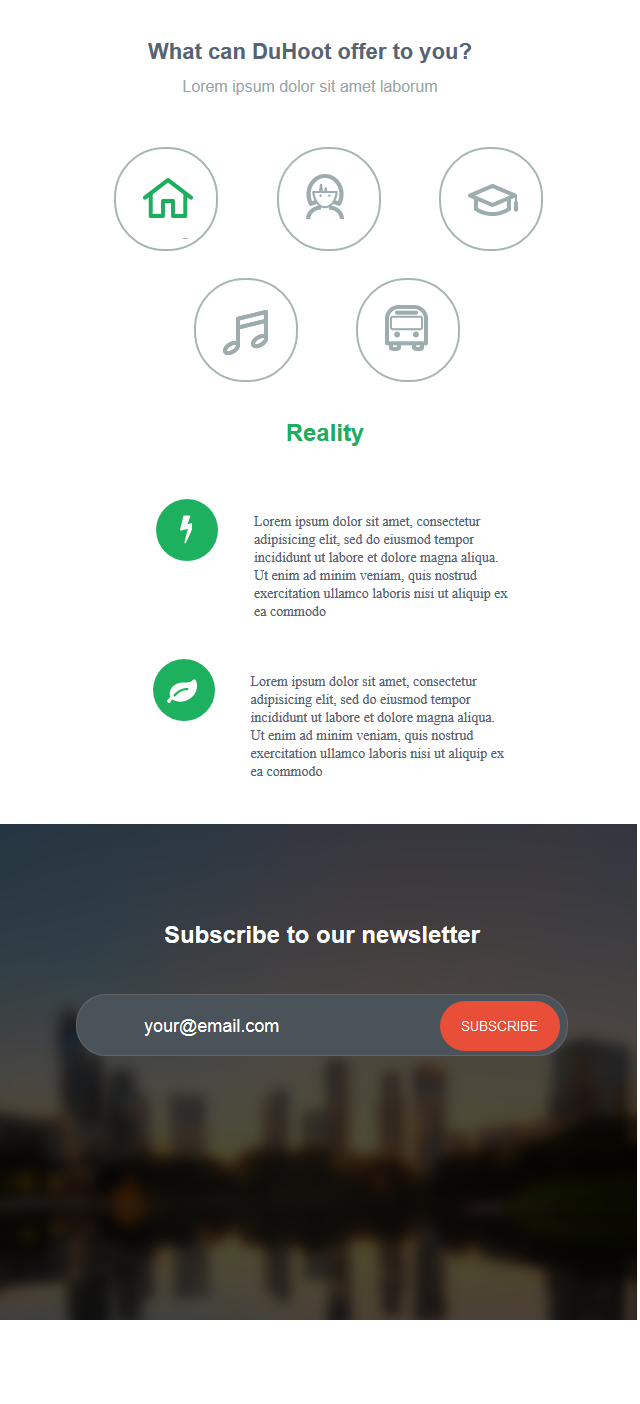 What can DuHoot offer to you?
Lorem ipsum dolor sit amet laborum
Reality
Lorem ipsum dolor sit amet, consectetur
adipisicing elit, sed do eiusmod tempor
incididunt ut labore et dolore magna aliqua.
Ut enim ad minim veniam, quis nostrud
exercitation ullamco laboris nisi ut aliquip ex
ea commodo
Lorem ipsum dolor sit amet, consectetur
adipisicing elit, sed do eiusmod tempor
incididunt ut labore et dolore magna aliqua.
Ut enim ad minim veniam, quis nostrud
exercitation ullamco laboris nisi ut aliquip ex
ea commodo
Subscribe to our newsletter
your@email.com
SUBSCRIBE